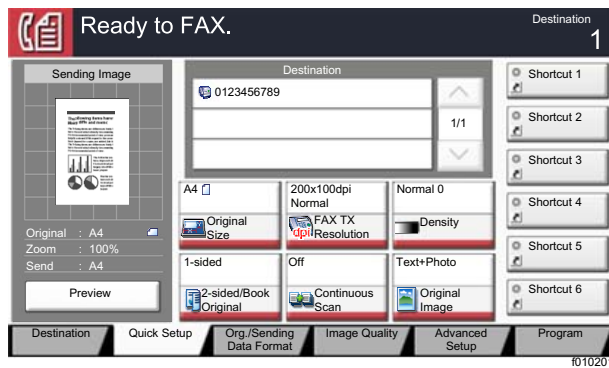 Ready to FAX.
Destination
1
Sending Image
Original : A4
Zoom : 100%
Send : A4
Preview
Destination
0123456789
1/1
A4
Original
Size
200x100dpi
Normal
dpi
FAX TX
Resolution
Normal 0
Density
1-sided
2-sided/Book
Original
Off
Continuous
Scan
Text+Photo
Original
Image
Shortcut 1
Shortcut 2
Shortcut 3
Shortcut 4
Shortcut 5
Shortcut 6
Destination
Quick Setup
Org./Sending
Data Format
Image Quality
Advanced
Setup
Program
f010201